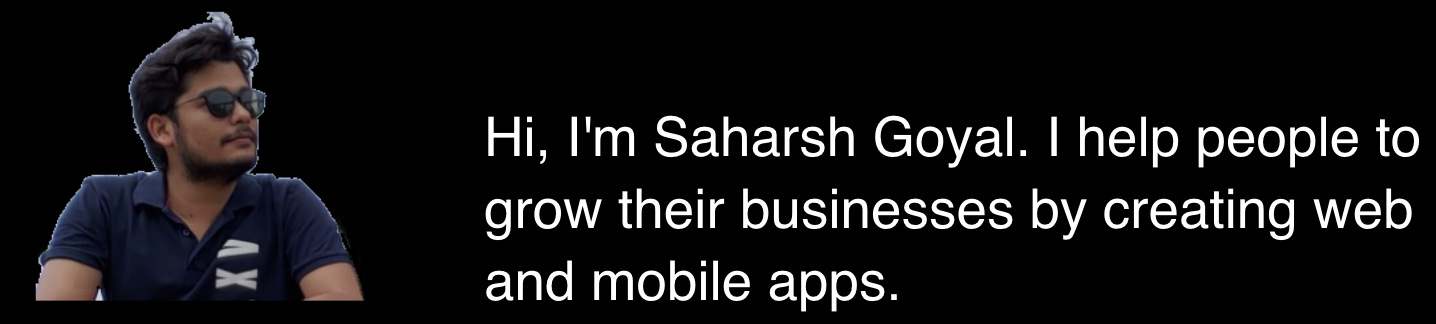 Hi, I'm Saharsh Goyal. I help people to
grow their businesses by creating web
and mobile apps.